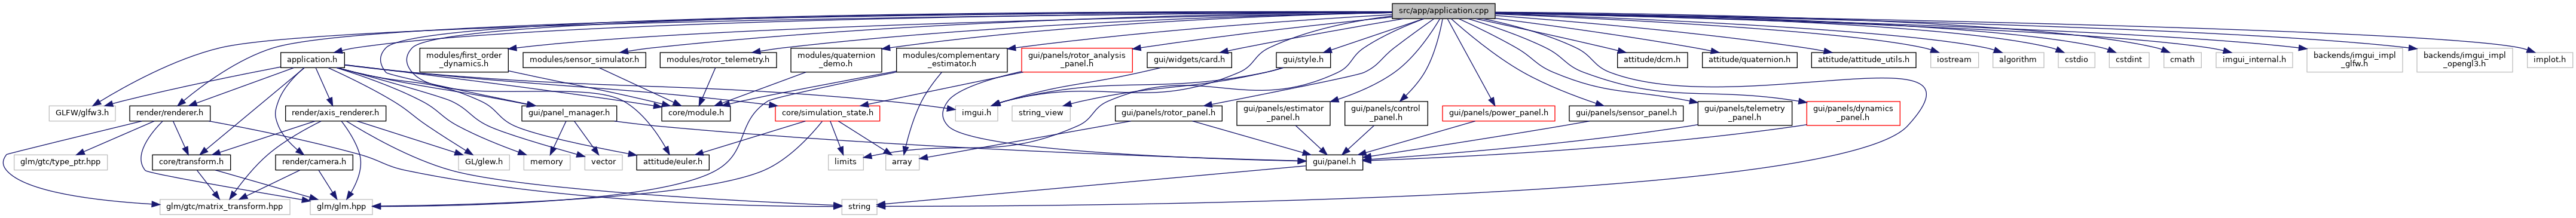 src/app/application.cpp
application.h
modules/first_order
_dynamics.h
modules/sensor_simulator.h
modules/rotor_telemetry.h
modules/quaternion
_demo.h
modules/complementary
_estimator.h
gui/panels/rotor_analysis
_panel.h
gui/widgets/card.h
gui/style.h
attitude/dcm.h
attitude/quaternion.h
attitude/attitude_utils.h
iostream
algorithm
cstdio
cstdint
cmath
imgui_internal.h
backends/imgui_impl
_glfw.h
backends/imgui_impl
_opengl3.h
implot.h
GLFW/glfw3.h
render/renderer.h
render/axis_renderer.h
gui/panel_manager.h
core/module.h
core/simulation_state.h
imgui.h
string_view
gui/panels/rotor_panel.h
gui/panels/estimator
_panel.h
gui/panels/control
_panel.h
gui/panels/power_panel.h
gui/panels/sensor_panel.h
gui/panels/telemetry
_panel.h
gui/panels/dynamics
_panel.h
glm/gtc/type_ptr.hpp
core/transform.h
render/camera.h
GL/glew.h
memory
vector
attitude/euler.h
limits
array
gui/panel.h
glm/gtc/matrix_transform.hpp
glm/glm.hpp
string